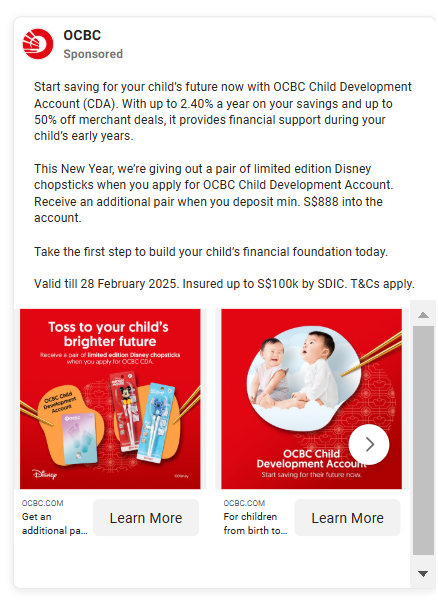 OCBC
Sponsored
Start saving for your child's future now with OCBC Child Development
Account (CDA). With up to 2.40% a year on your savings and up to
50% off merchant deals, it provides financial support during your
child's early years.
This New Year, we're giving out a pair of limited edition Disney
chopsticks when you apply for OCBC Child Development Account.
Receive an additional pair when you deposit min. S$888 into the
account.
Take the first step to build your child's financial foundation today.
Valid till 28 February 2025. Insured up to S$100k by SDIC. T&Cs apply.
Toss to your child's
brighter future
Receive a pair of limited edition Disney chopsticks
when you apply for OCBC CDA.
OCBC Child
Development
Account
Disney
©Disney
OCBC Child
Development Account
Start saving for their future now.
OCBC.COM
Get an
additional pa...
Learn More
OCBC.COM
For children
from birth to...
Learn More